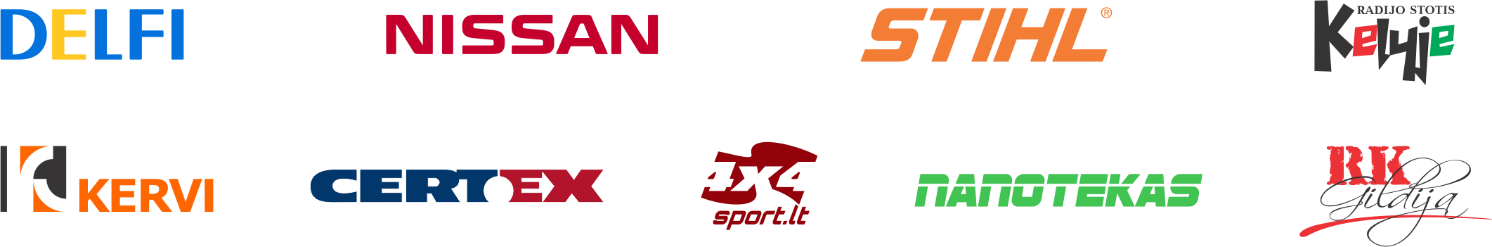 DELFI
NISSAN
STIHL®
RADIJO STOTIS
Kelyje
KERVI
CERTEX
4x4
sport.lt
NANOTEKAS
RK
Gildija